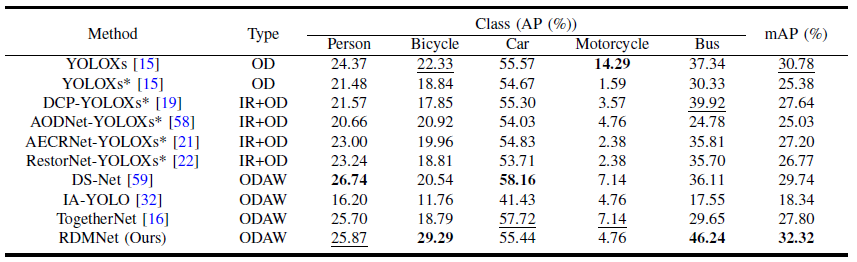 Method Type Class (AP (%)) mAP (%)
Person Bicycle Car Motorcycle Bus
YOLOXs [15] OD 24.37 22.33 55.57 14.29 37.34 30.78
YOLOXs* [15] OD 21.48 18.84 54.67 1.59 30.33 25.38
DCP-YOLOXs* [19] IR+OD 21.57 17.85 55.30 3.57 39.92 27.64
AODNet-YOLOXs* [58] IR+OD 20.66 20.92 54.03 4.76 24.78 25.03
AECRNet-YOLOXs* [21] IR+OD 23.00 19.96 54.83 2.38 35.81 27.20
RestorNet-YOLOXs* [22] IR+OD 23.24 18.81 53.71 2.38 35.70 26.77
DS-Net [59] ODAW 26.74 20.54 58.16 7.14 36.11 29.74
IA-YOLO [32] ODAW 16.20 11.76 41.43 4.76 17.55 18.34
TogetherNet [16] ODAW 25.70 18.79 57.72 7.14 29.65 27.80
RDMNet (Ours) ODAW 25.87 29.29 55.44 4.76 46.24 32.32